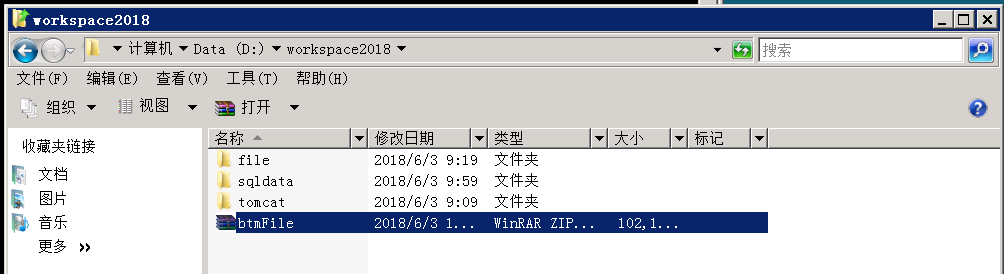 workspace2018
计算机 Data (D:) workspace2018 搜索
文件(F) 编辑(E) 查看(V) 工具(T) 帮助(H)
组织 视图 打开
收藏夹链接
文档
图片
音乐
更多 >>
名称 修改日期 类型 大小 标记
file 2018/6/3 9:19 文件夹
sqldata 2018/6/3 9:59 文件夹
tomcat 2018/6/3 9:09 文件夹
btmFile 2018/6/3 1... WinRAR ZIP... 102,1...